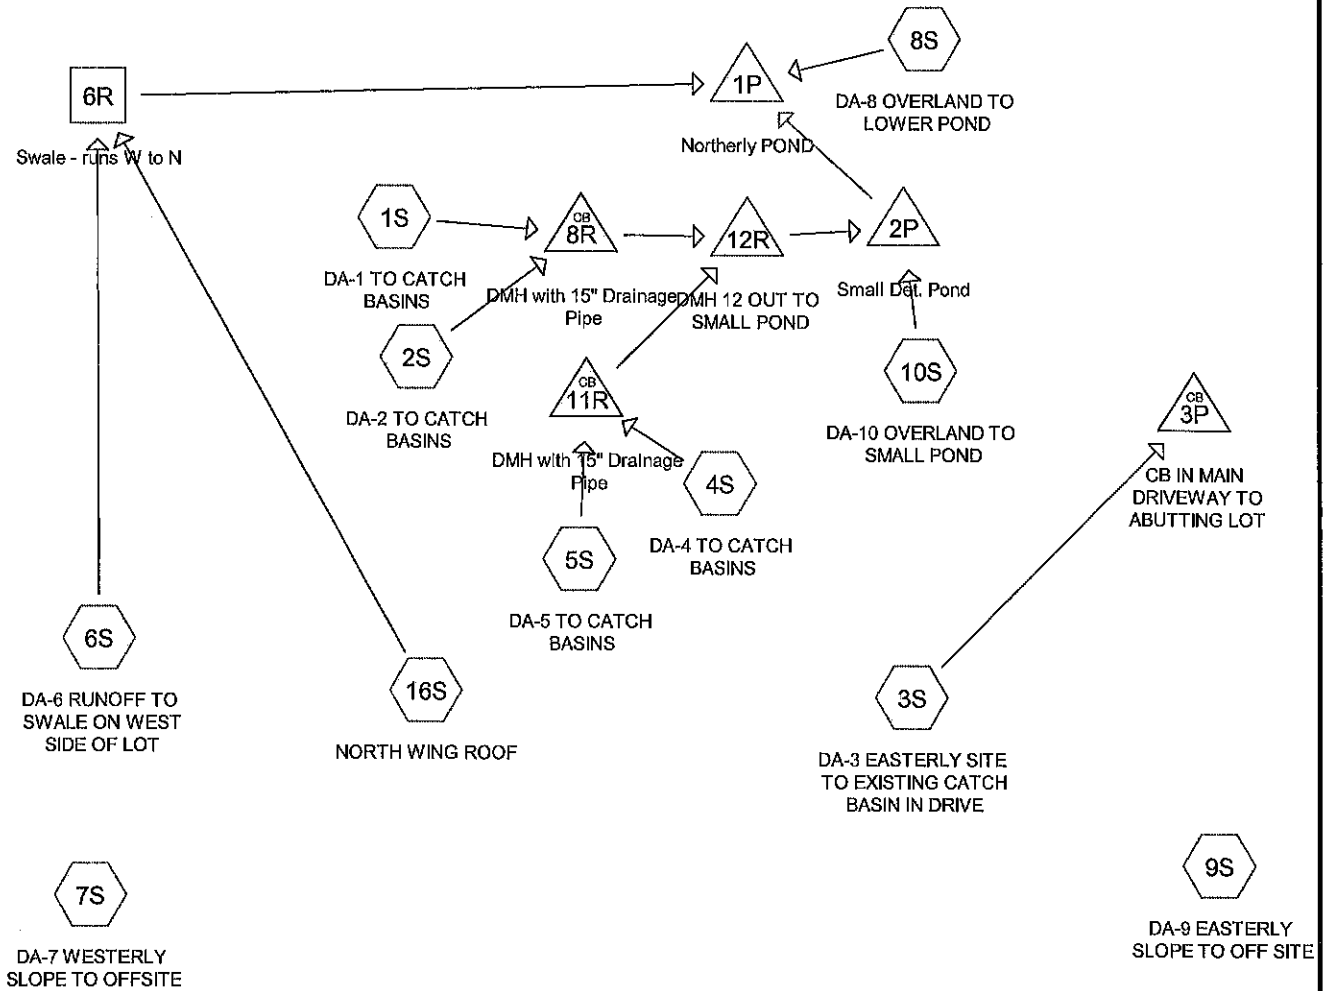 8S
1P
6R
DA-8 OVERLAND TO
LOWER POND
Northerly POND
Swale - runs W to N
1S
CB
8R
12R
2P
DA-1 TO CATCH
BASINS
DMH with 15" Drainage
Pipe
DMH 12 OUT TO
SMALL POND
Small Det. Pond
2S
DA-2 TO CATCH
BASINS
CB
11R
10S
DA-10 OVERLAND TO
SMALL POND
CB
3P
CB IN MAIN
DRIVEWAY TO
ABUTTING LOT
DMH with 15" Drainage
Pipe
4S
DA-4 TO CATCH
BASINS
5S
DA-5 TO CATCH
BASINS
6S
DA-6 RUNOFF TO
SWALE ON WEST
SIDE OF LOT
16S
NORTH WING ROOF
3S
DA-3 EASTERLY SITE
TO EXISTING CATCH
BASIN IN DRIVE
7S
DA-7 WESTERLY
SLOPE TO OFFSITE
9S
DA-9 EASTERLY
SLOPE TO OFF SITE